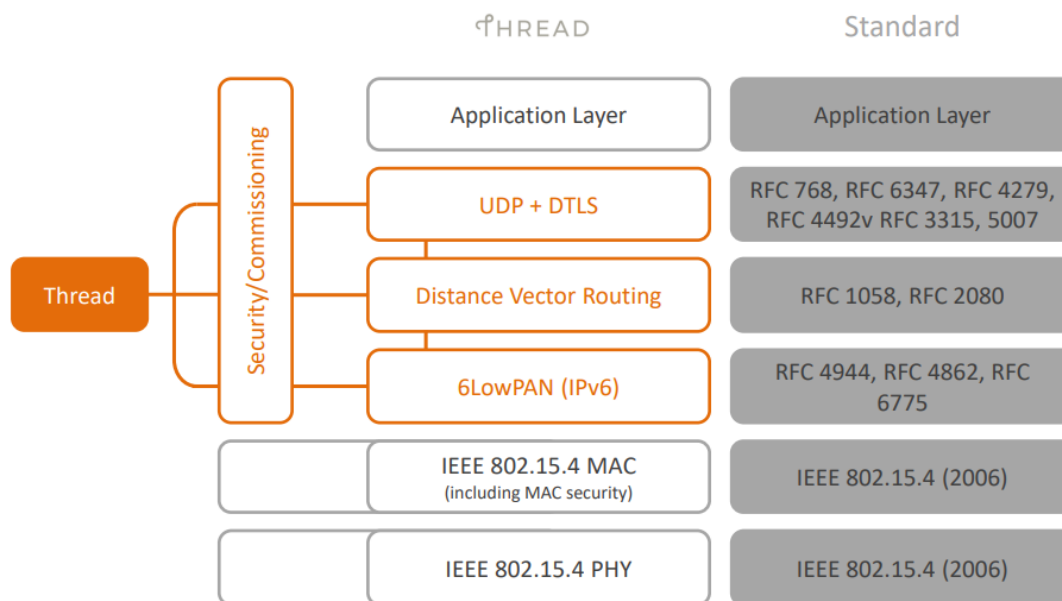 THREAD
Standard
Application Layer
Application Layer
Security/Commissioning
UDP + DTLS
RFC 768, RFC 6347, RFC 4279,
RFC 4492v RFC 3315, 5007
Thread
Distance Vector Routing
RFC 1058, RFC 2080
6LowPAN (IPv6)
RFC 4944, RFC 4862, RFC
6775
IEEE 802.15.4 MAC
(including MAC security)
IEEE 802.15.4 (2006)
IEEE 802.15.4 PHY
IEEE 802.15.4 (2006)